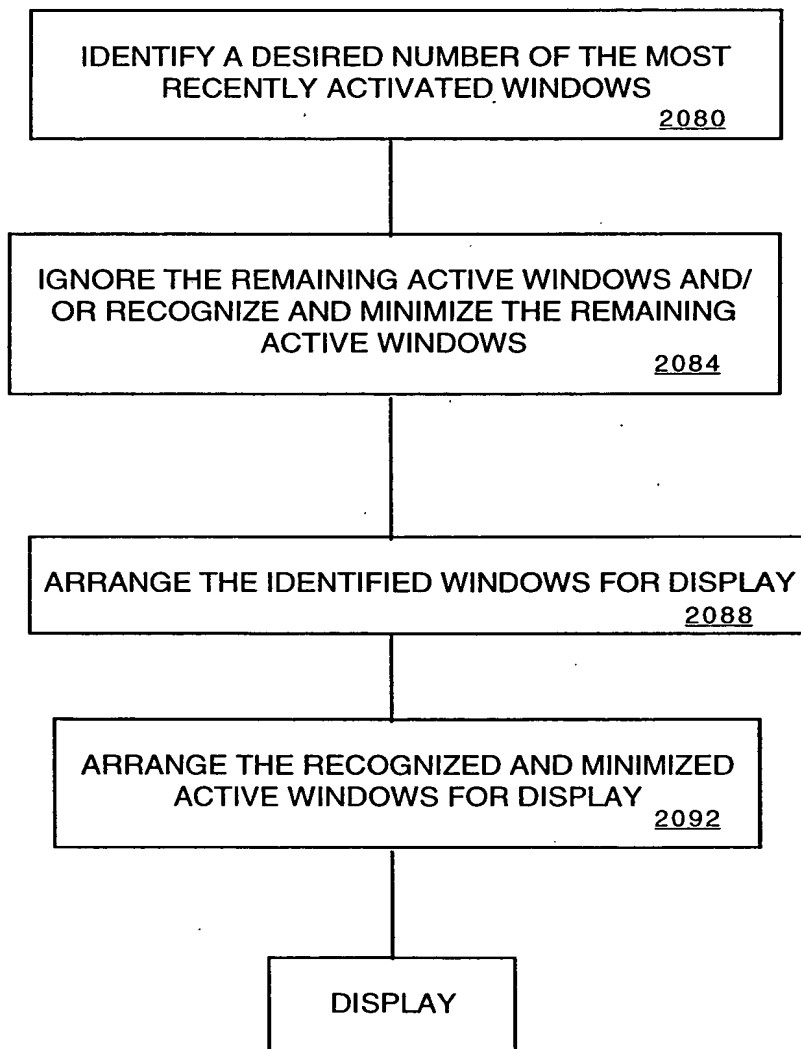 IDENTIFY A DESIRED NUMBER OF THE MOST
RECENTLY ACTIVATED WINDOWS
2080
IGNORE THE REMAINING ACTIVE WINDOWS AND/
OR RECOGNIZE AND MINIMIZE THE REMAINING
ACTIVE WINDOWS
2084
ARRANGE THE IDENTIFIED WINDOWS FOR DISPLAY
2088
ARRANGE THE RECOGNIZED AND MINIMIZED
ACTIVE WINDOWS FOR DISPLAY
2092
DISPLAY